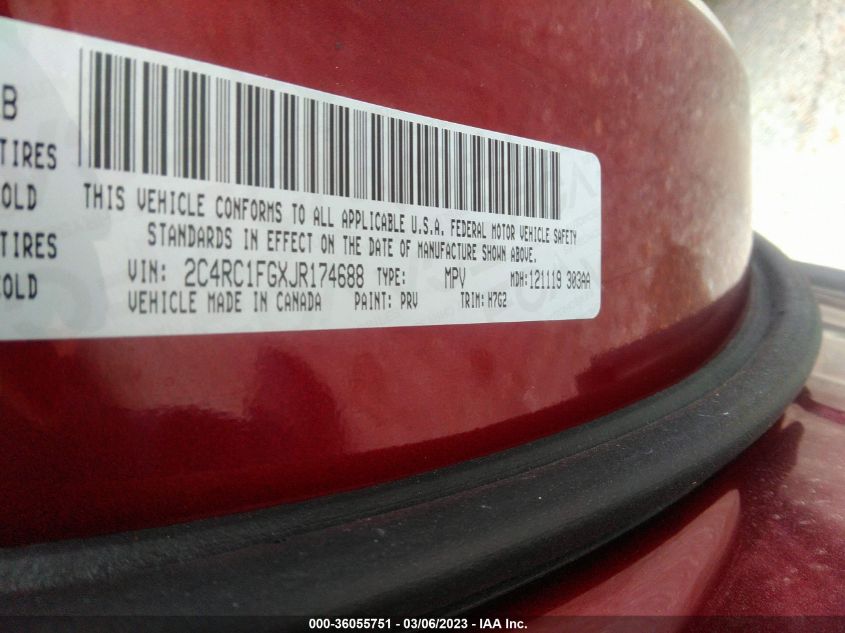 B
TIRES
COLD
TIRES
COLD
THIS VEHICLE CONFORMS TO ALL APPLICABLE U.S.A. FEDERAL MOTOR VEHICLE SAFETY
STANDARDS IN EFFECT ON THE DATE OF MANUFACTURE SHOWN ABOVE.
VIN: 2C4RC1FGXJR174688 TYPE: MPV MDH:121119 303AA
VEHICLE MADE IN CANADA PAINT: PRV TRIM: H7G2
000-36055751 — 03/06/2023 - IAA Inc.